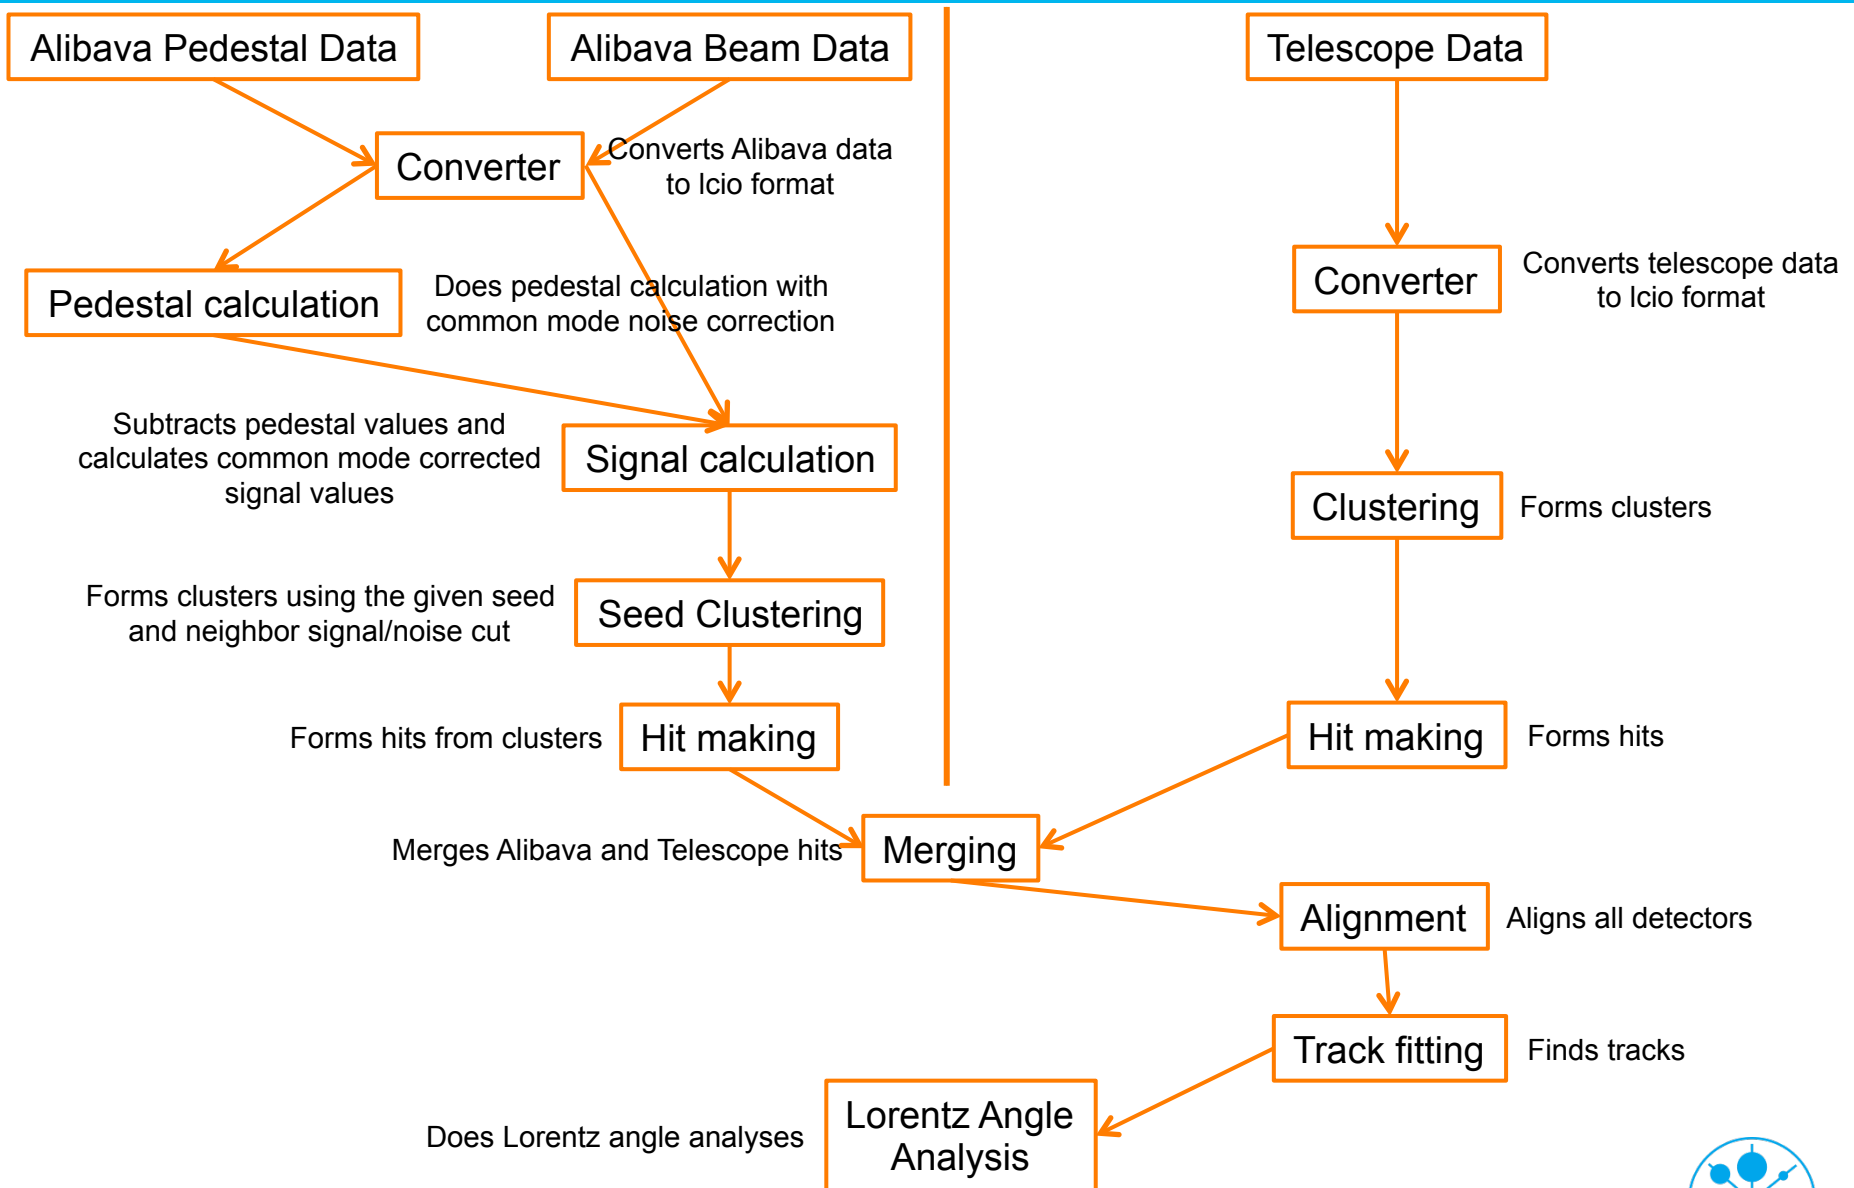 Alibava Pedestal Data
Alibava Beam Data
Telescope Data
Converter
Converts Alibava data
to lcio format
Converter
Converts telescope data
to lcio format
Pedestal calculation
Does pedestal calculation with
common mode noise correction
Subtracts pedestal values and
calculates common mode corrected
signal values
Signal calculation
Clustering
Forms clusters
Forms clusters using the given seed
and neighbor signal/noise cut
Seed Clustering
Forms hits from clusters
Hit making
Hit making
Forms hits
Merges Alibava and Telescope hits
Merging
Alignment
Aligns all detectors
Track fitting
Finds tracks
Does Lorentz angle analyses
Lorentz Angle
Analysis